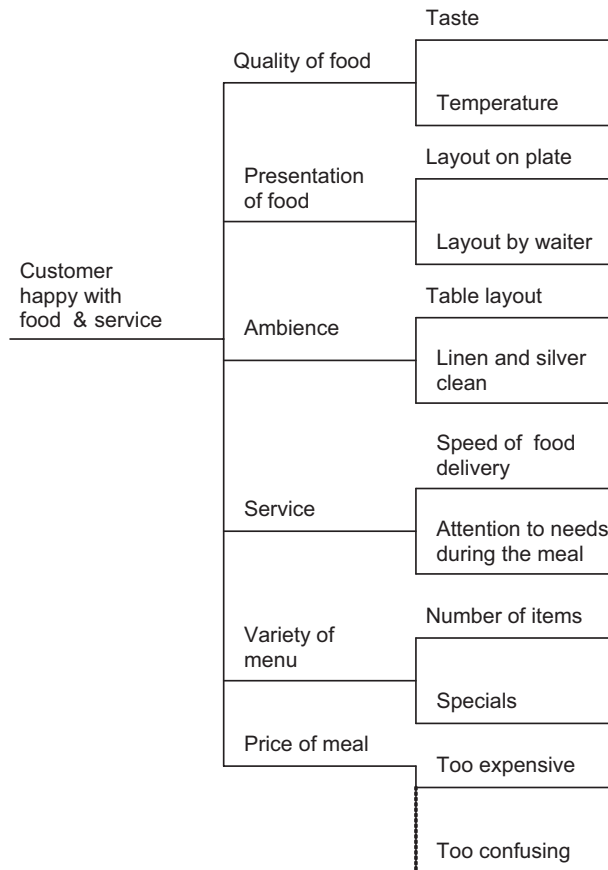 Customer
happy with
food & service
Quality of food
Taste
Temperature
Presentation
of food
Layout on plate
Layout by waiter
Ambience
Table layout
Linen and silver
clean
Service
Speed of food
delivery
Attention to needs
during the meal
Variety of
menu
Number of items
Specials
Price of meal
Too expensive
Too confusing